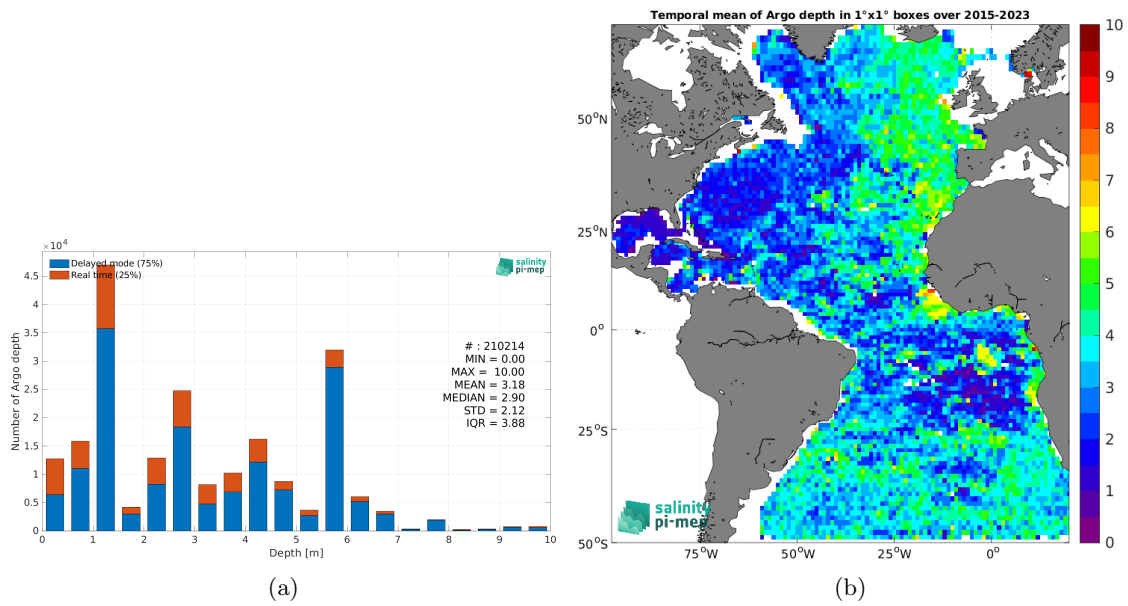 ×10⁴
Delayed mode (75%)
Real time (25%)
salinity
pi-mep
4.5
4
3.5
3
2.5
2
1.5
1
0.5
0
Number of Argo depth
# : 210214
MIN = 0.00
MAX = 10.00
MEAN = 3.18
MEDIAN = 2.90
STD = 2.12
IQR = 3.88
0 1 2 3 4 5 6 7 8 9 10
Depth [m]
(a)
Temporal mean of Argo depth in 1°x1° boxes over 2015-2023
50°N
25°N
0°
25°S
50°S
75°W 50°W 25°W 0°
salinity
pi-mep
10
9
8
7
6
5
4
3
2
1
0
(b)